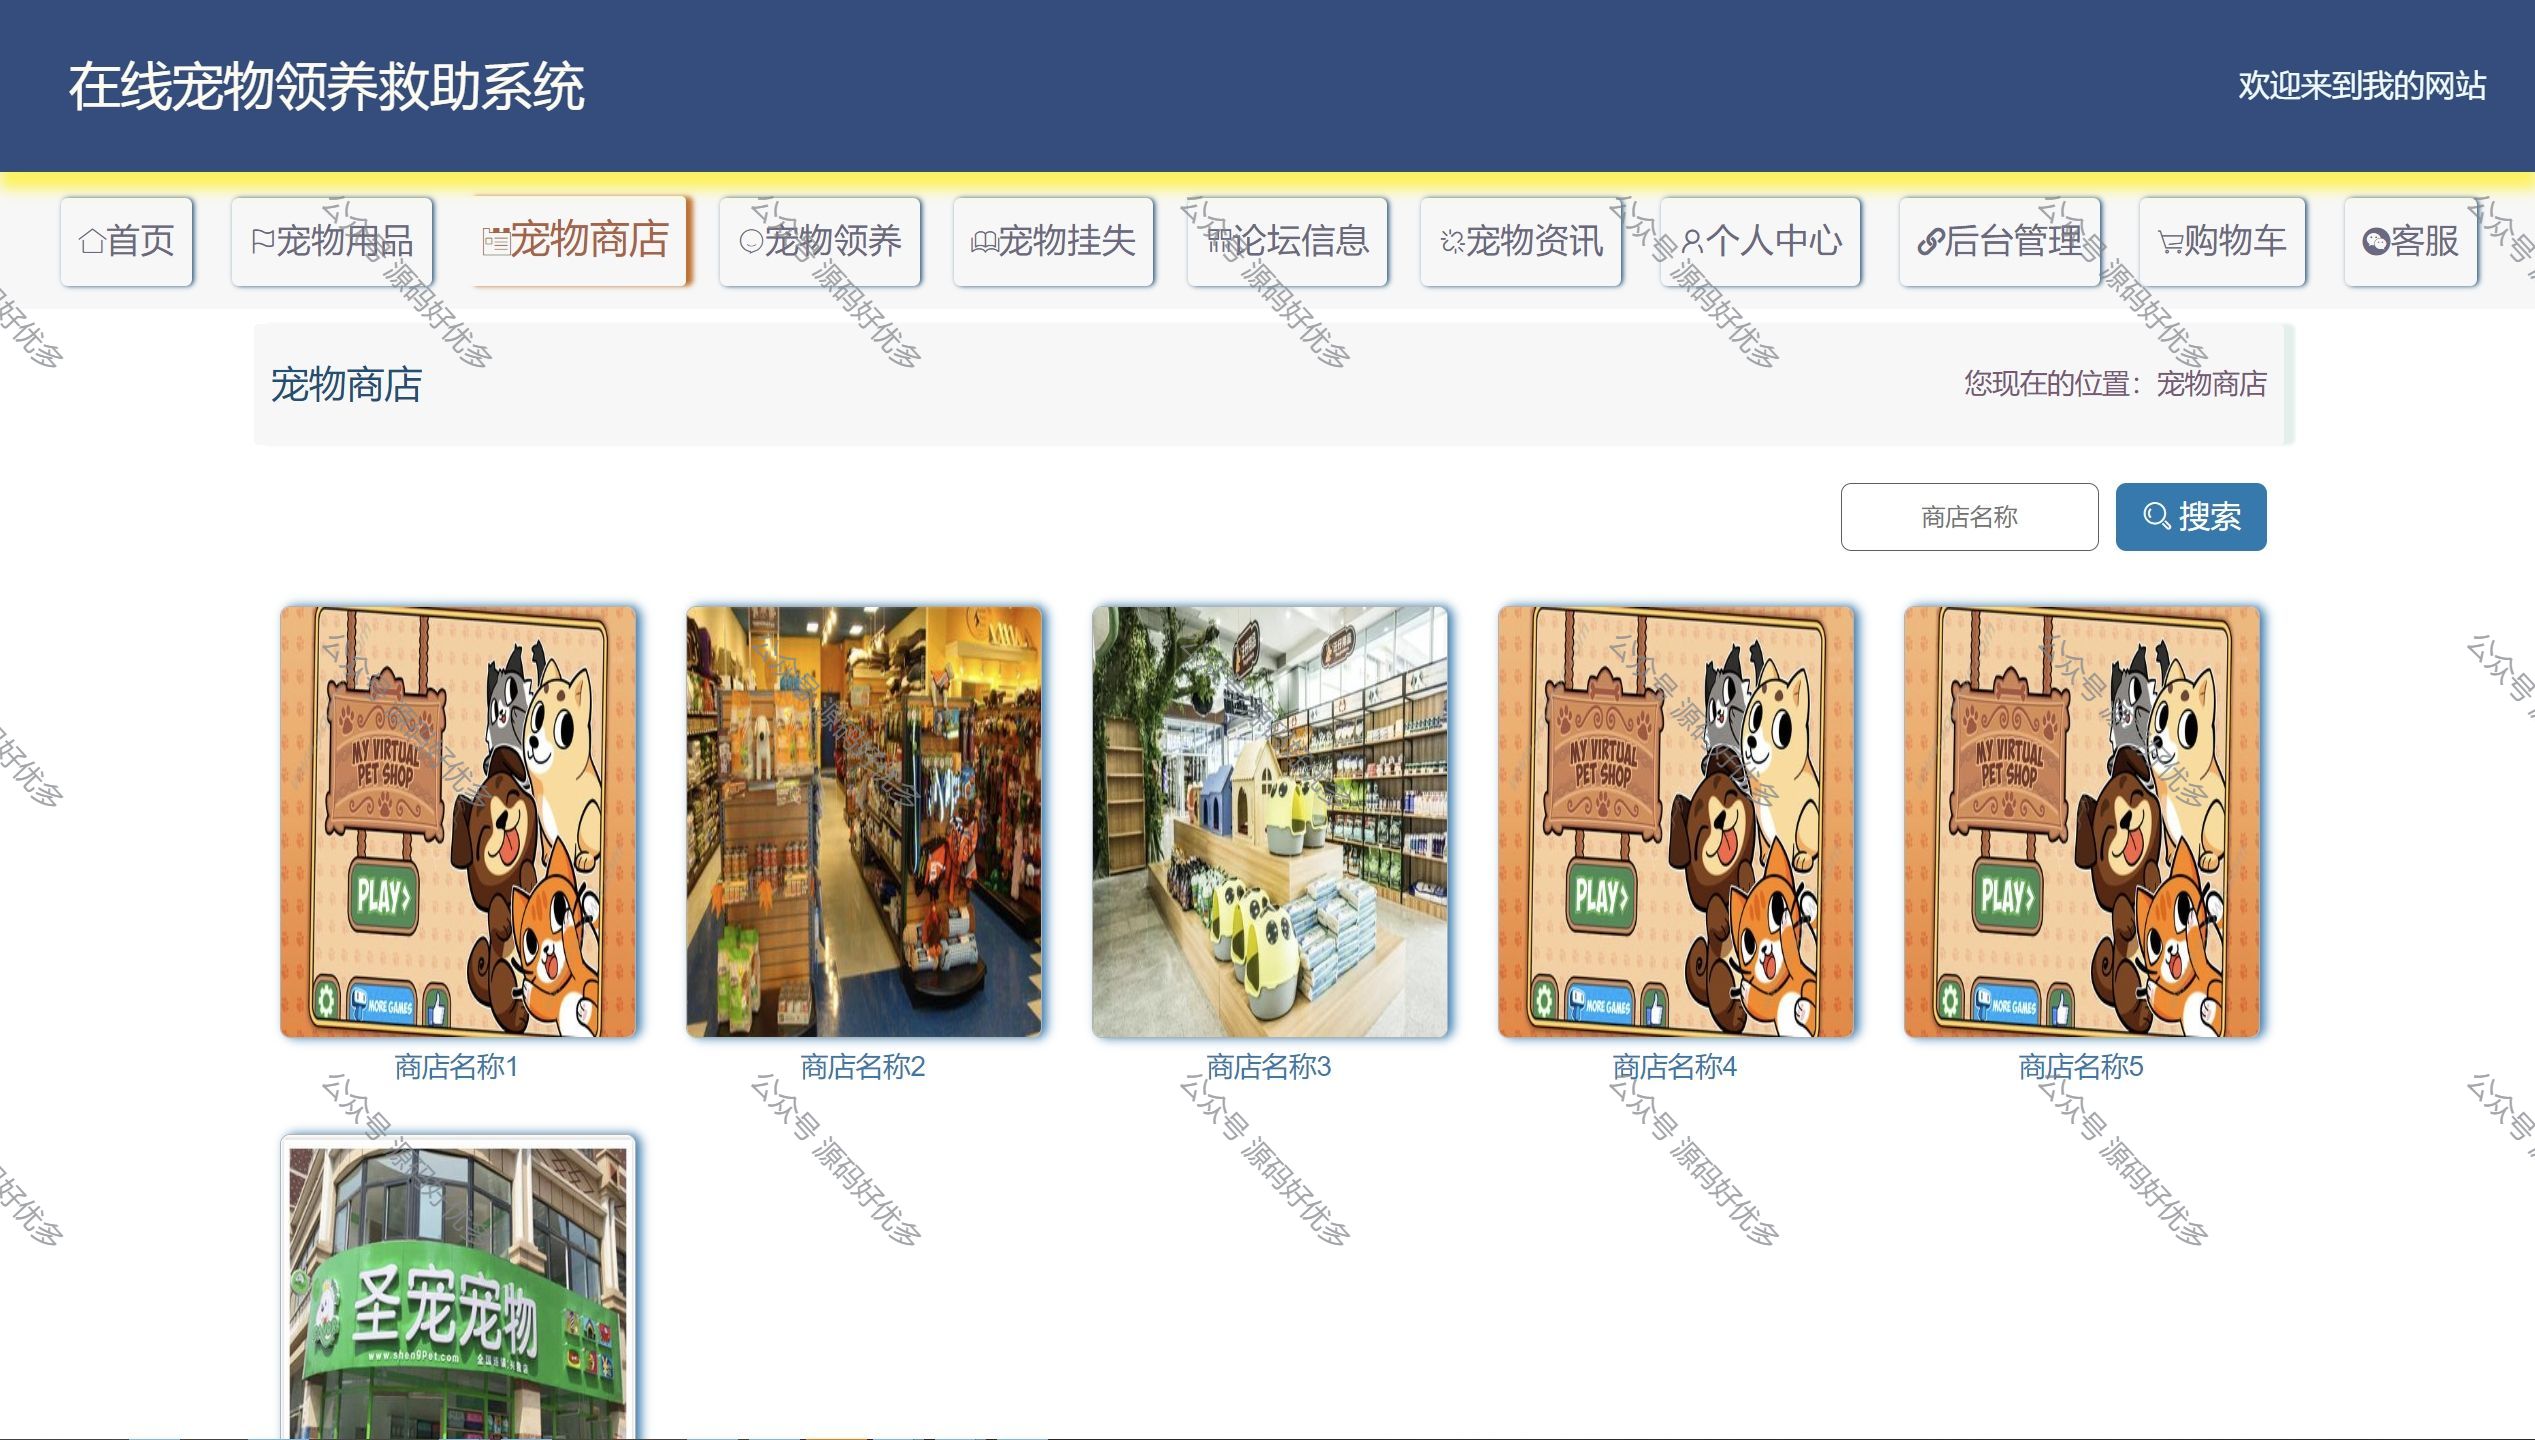 在线宠物领养救助系统
欢迎来到我的网站
首页
宠物用品
宠物商店
宠物领养
宠物挂失
论坛信息
宠物资讯
个人中心
后台管理
购物车
客服
宠物商店
您现在的位置：宠物商店
商店名称
搜索
MY VIRTUAL
PET SHOP
PLAY>
MORE GAMES
MY VIRTUAL
PET SHOP
PLAY>
MORE GAMES
MY VIRTUAL
PET SHOP
PLAY>
MORE GAMES
商店名称1
商店名称2
商店名称3
商店名称4
商店名称5
圣宠宠物
www.shengPet.com
公众号 源码好优多